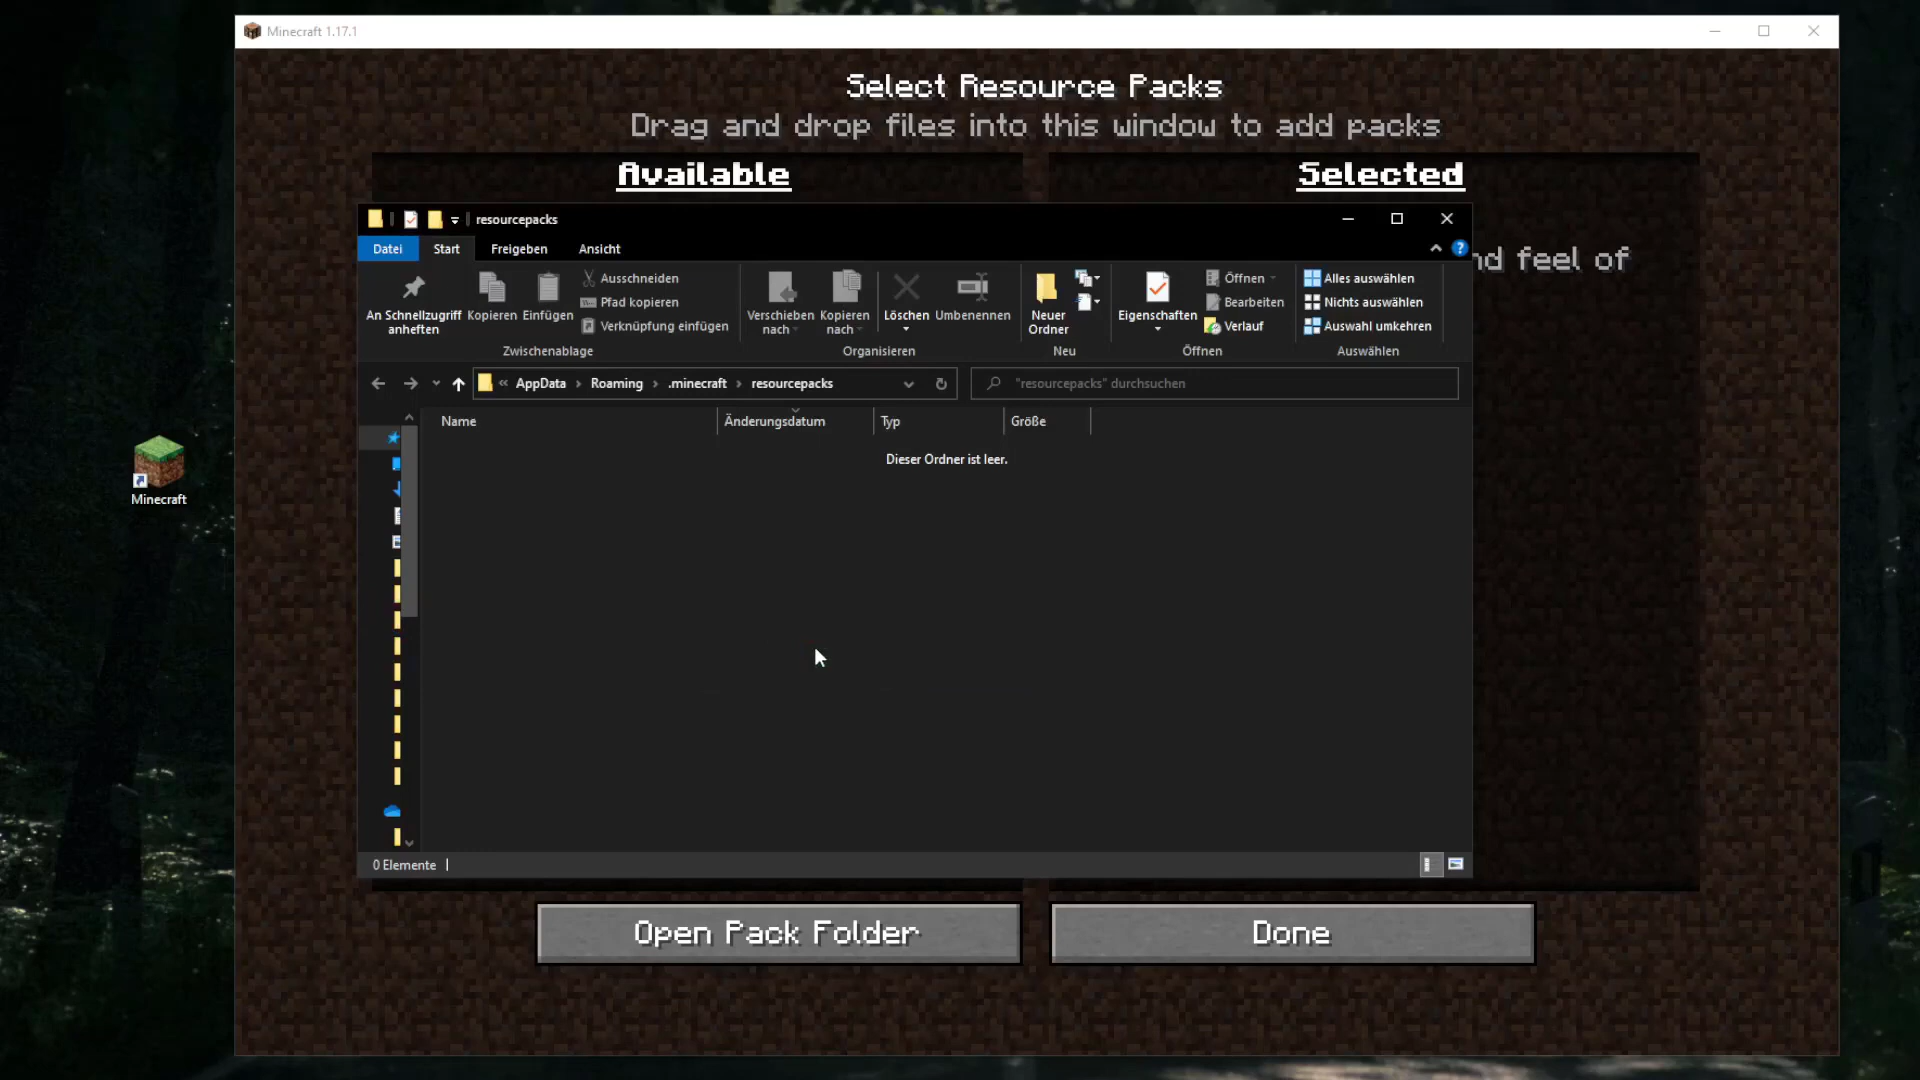 Minecraft 1.17.1
Select Resource Packs
Drag and drop files into this window to add packs
Available
Selected
resourcepacks
Datei Start Freigeben Ansicht
nd feel of
An Schnellzugriff anheften
Kopieren
Einfügen
Ausschneiden
Pfad kopieren
Verknüpfung einfügen
Zwischenablage
Verschieben nach
Kopieren nach
Löschen
Umbenennen
Organisieren
Neuer Ordner
Neu
Eigenschaften
Öffnen
Bearbeiten
Verlauf
Öffnen
Alles auswählen
Nichts auswählen
Auswahl umkehren
Auswählen
« AppData › Roaming › .minecraft › resourcepacks
"resourcepacks" durchsuchen
Name Änderungsdatum Typ Größe
Dieser Ordner ist leer.
Minecraft
0 Elemente
Open Pack Folder
Done